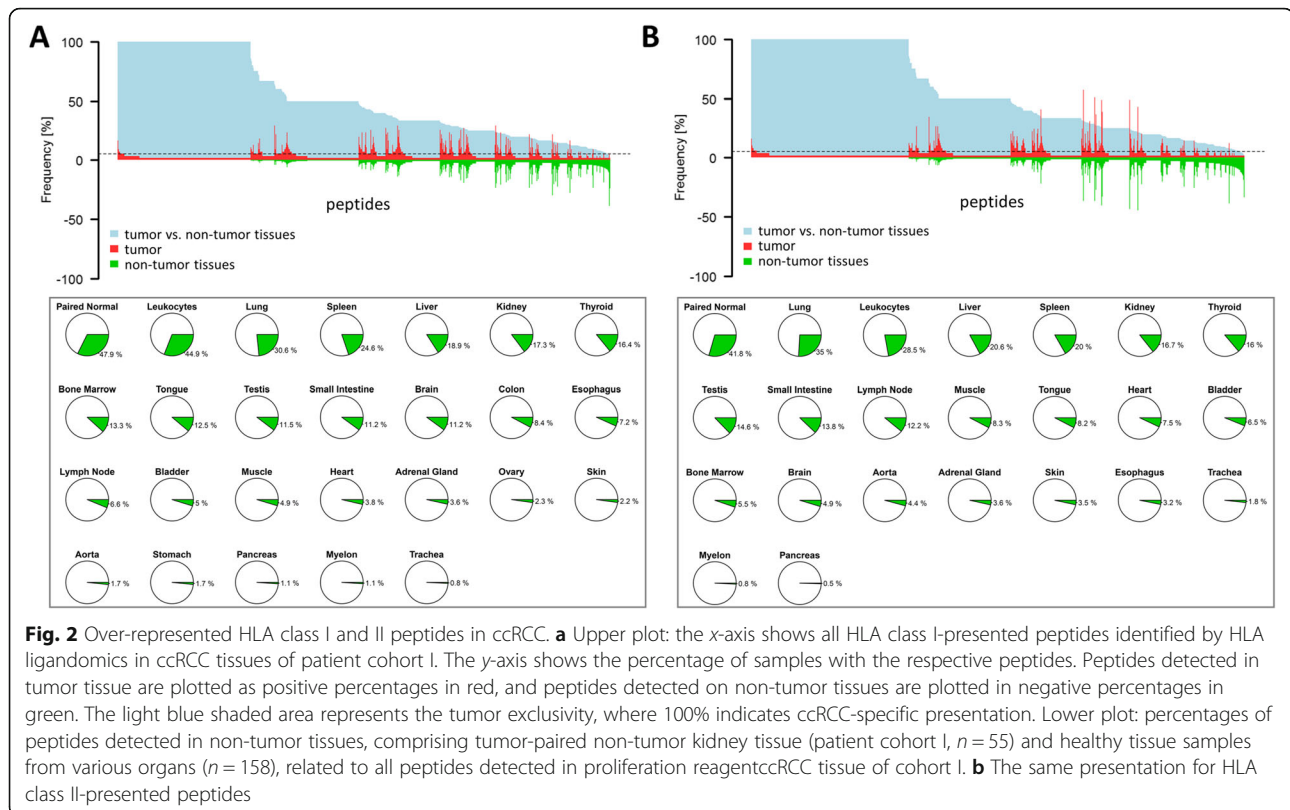 A
Frequency [%]
100
50
0
-50
-100
peptides
tumor vs. non-tumor tissues
tumor
non-tumor tissues
Paired Normal Leukocytes Lung Spleen Liver Kidney Thyroid
47.9 % 44.9 % 30.6 % 24.6 % 18.9 % 17.3 % 16.4 %
Bone Marrow Tongue Testis Small Intestine Brain Colon Esophagus
13.3 % 12.5 % 11.5 % 11.2 % 11.2 % 8.4 % 7.2 %
Lymph Node Bladder Muscle Heart Adrenal Gland Ovary Skin
6.6 % 5 % 4.9 % 3.8 % 3.6 % 2.3 % 2.2 %
Aorta Stomach Pancreas Myelon Trachea
1.7 % 1.7 % 1.1 % 1.1 % 0.8 %
B
Frequency [%]
100
50
0
-50
-100
peptides
tumor vs. non-tumor tissues
tumor
non-tumor tissues
Paired Normal Lung Leukocytes Liver Spleen Kidney Thyroid
41.8 % 35 % 28.5 % 20.6 % 20 % 16.7 % 16 %
Testis Small Intestine Lymph Node Muscle Tongue Heart Bladder
14.6 % 13.8 % 12.2 % 8.3 % 8.2 % 7.5 % 6.5 %
Bone Marrow Brain Aorta Adrenal Gland Skin Esophagus Trachea
5.5 % 4.9 % 4.4 % 3.6 % 3.5 % 3.2 % 1.8 %
Myelon Pancreas
0.8 % 0.5 %
Fig. 2 Over-represented HLA class I and II peptides in ccRCC. a Upper plot: the x-axis shows all HLA class I-presented peptides identified by HLA
ligandomics in ccRCC tissues of patient cohort I. The y-axis shows the percentage of samples with the respective peptides. Peptides detected in
tumor tissue are plotted as positive percentages in red, and peptides detected on non-tumor tissues are plotted in negative percentages in
green. The light blue shaded area represents the tumor exclusivity, where 100% indicates ccRCC-specific presentation. Lower plot: percentages of
peptides detected in non-tumor tissues, comprising tumor-paired non-tumor kidney tissue (patient cohort I, n = 55) and healthy tissue samples
from various organs (n = 158), related to all peptides detected in proliferation reagentccRCC tissue of cohort I. b The same presentation for HLA
class II-presented peptides